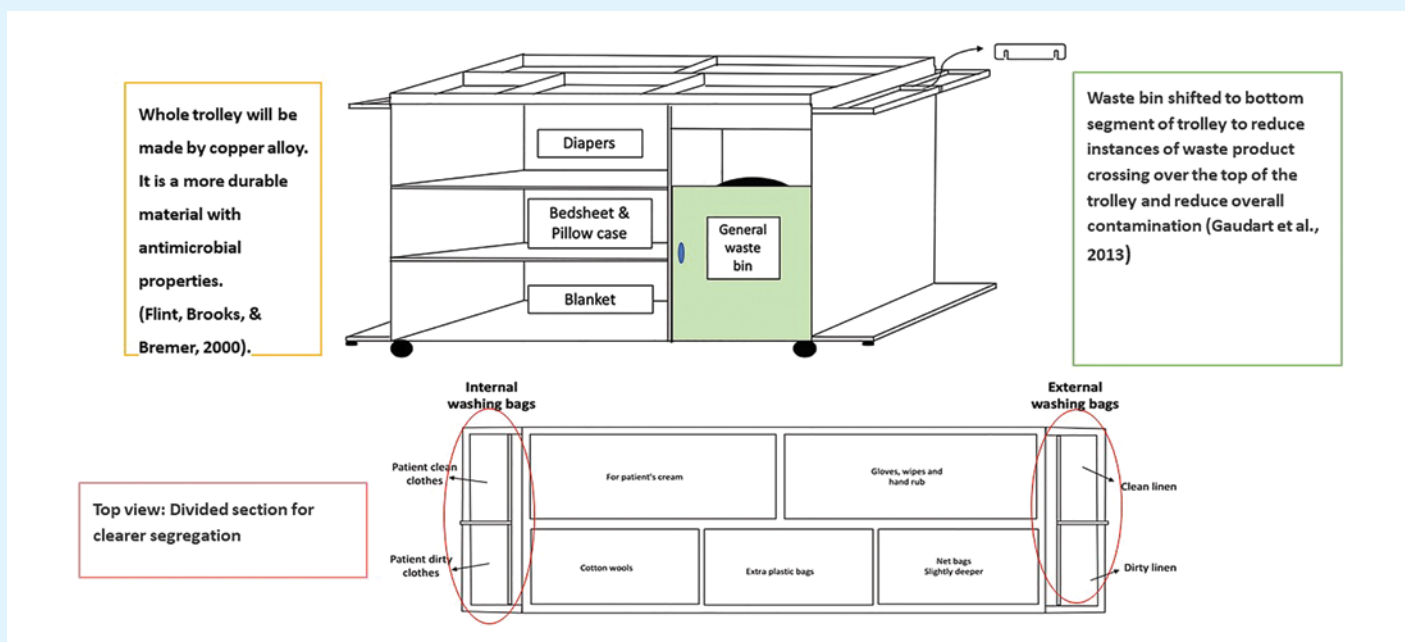 Whole trolley will be
made by copper alloy.
It is a more durable
material with
antimicrobial
properties.
(Flint, Brooks, &
Bremer, 2000).
Diapers
Bedsheet &
Pillow case
Blanket
General
waste
bin
Waste bin shifted to bottom
segment of trolley to reduce
instances of waste product
crossing over the top of the
trolley and reduce overall
contamination (Gaudart et al.,
2013)
Top view: Divided section for
clearer segregation
Internal
washing bags
External
washing bags
Patient clean
clothes
Patient dirty
clothes
For patient's cream
Gloves, wipes and
hand rub
Cotton wools
Extra plastic bags
Net bags
Slightly deeper
Clean linen
Dirty linen